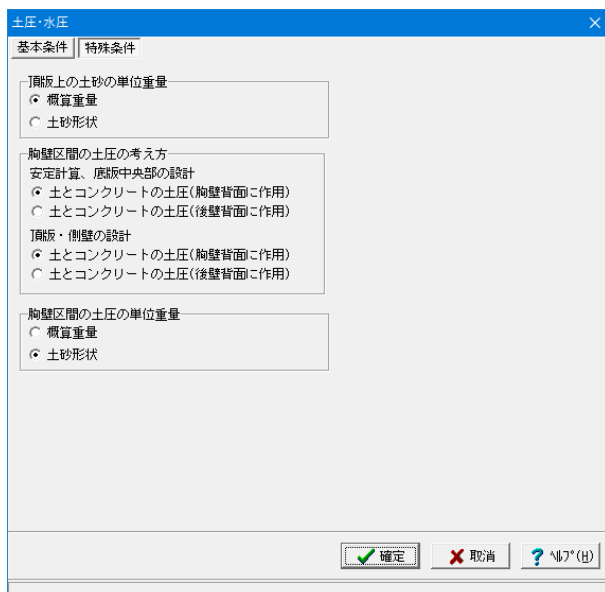 土圧・水圧
基本条件 特殊条件
頂版上の土砂の単位重量
概算重量
土砂形状
胸壁区間の土圧の考え方
安定計算、底版中央部の設計
土とコンクリートの土圧(胸壁背面に作用)
土とコンクリートの土圧(後壁背面に作用)
頂版・側壁の設計
土とコンクリートの土圧(胸壁背面に作用)
土とコンクリートの土圧(後壁背面に作用)
胸壁区間の土圧の単位重量
概算重量
土砂形状
確定 取消 ヘルプ(H)